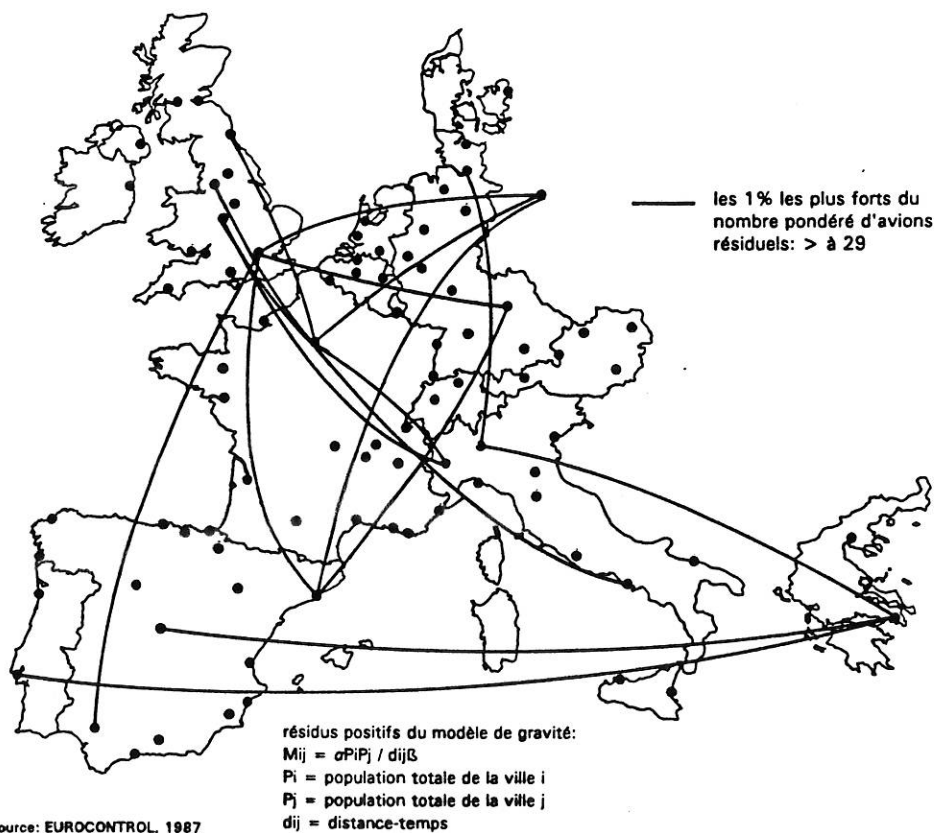 les 1% les plus forts du
nombre pondéré d'avions
résiduels: > à 29
résidus positifs du modèle de gravité:
Mij = αPiPj / dijß
Pi = population totale de la ville i
Pj = population totale de la ville j
dij = distance-temps
ource: EUROCONTROL, 1987